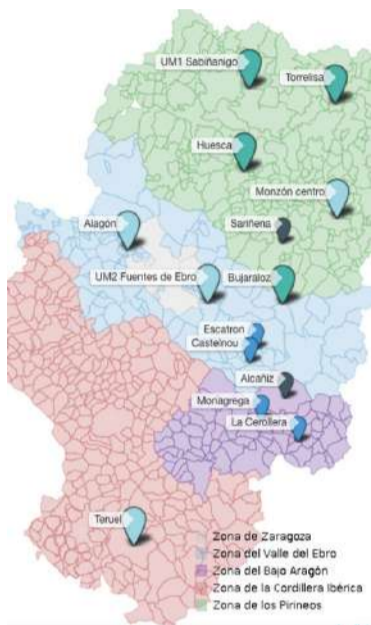 UM1 Sabiñanigo
Torrelisa
Huesca
Monzón centro
Alagón
Sariñena
UM2 Fuentes de Ebro
Bujaraloz
Escatron
Castelnou
Alcañiz
Monagrega
La Cerollera
Teruel
Zona de Zaragoza
Zona del Valle del Ebro
Zona del Bajo Aragón
Zona de la Cordillera Ibérica
Zona de los Pirineos